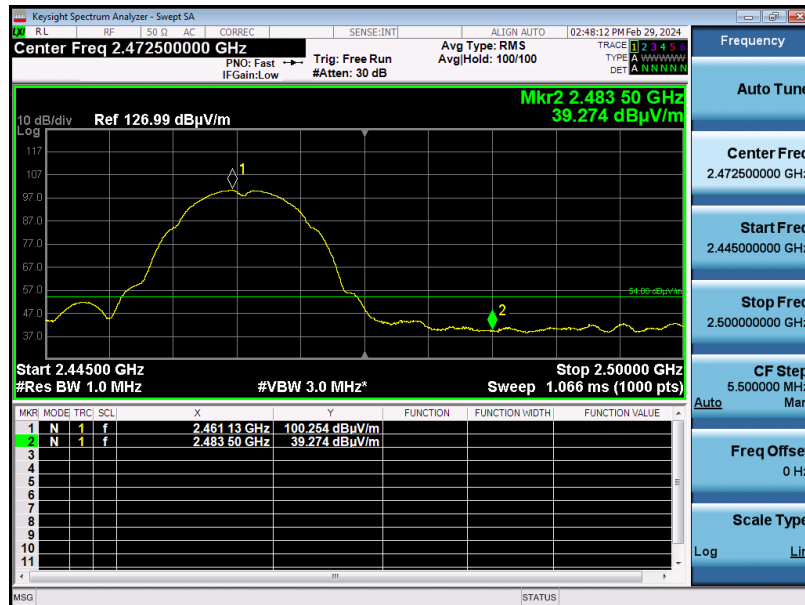 Keysight Spectrum Analyzer - Swept SA
LXI RL RF 50 Ω AC CORREC SENSE:INT ALIGN AUTO 02:48:12 PM Feb 29, 2024
Center Freq 2.472500000 GHz
PNO: Fast
IFGain:Low
Trig: Free Run
#Atten: 30 dB
Avg Type: RMS
Avg|Hold: 100/100
TRACE 1 2 3 4 5 6
TYPE A WWWWW
DET A N N N N N
Mkr2 2.483 50 GHz
39.274 dBµV/m
10 dB/div Ref 126.99 dBµV/m
Log
117
107
97.0
87.0
77.0
67.0
57.0
47.0
37.0
1
2
54.00 dBµV/m
Start 2.44500 GHz Stop 2.50000 GHz
#Res BW 1.0 MHz #VBW 3.0 MHz* Sweep 1.066 ms (1000 pts)
MKR MODE TRC SCL X Y FUNCTION FUNCTION WIDTH FUNCTION VALUE
1 N 1 f 2.461 13 GHz 100.254 dBµV/m
2 N 1 f 2.483 50 GHz 39.274 dBµV/m
3
4
5
6
7
8
9
10
11
MSG STATUS
Frequency
Auto Tune
Center Freq
2.472500000 GHz
Start Freq
2.445000000 GHz
Stop Freq
2.500000000 GHz
CF Step
5.500000 MHz
Auto Man
Freq Offset
0 Hz
Scale Type
Log Lin